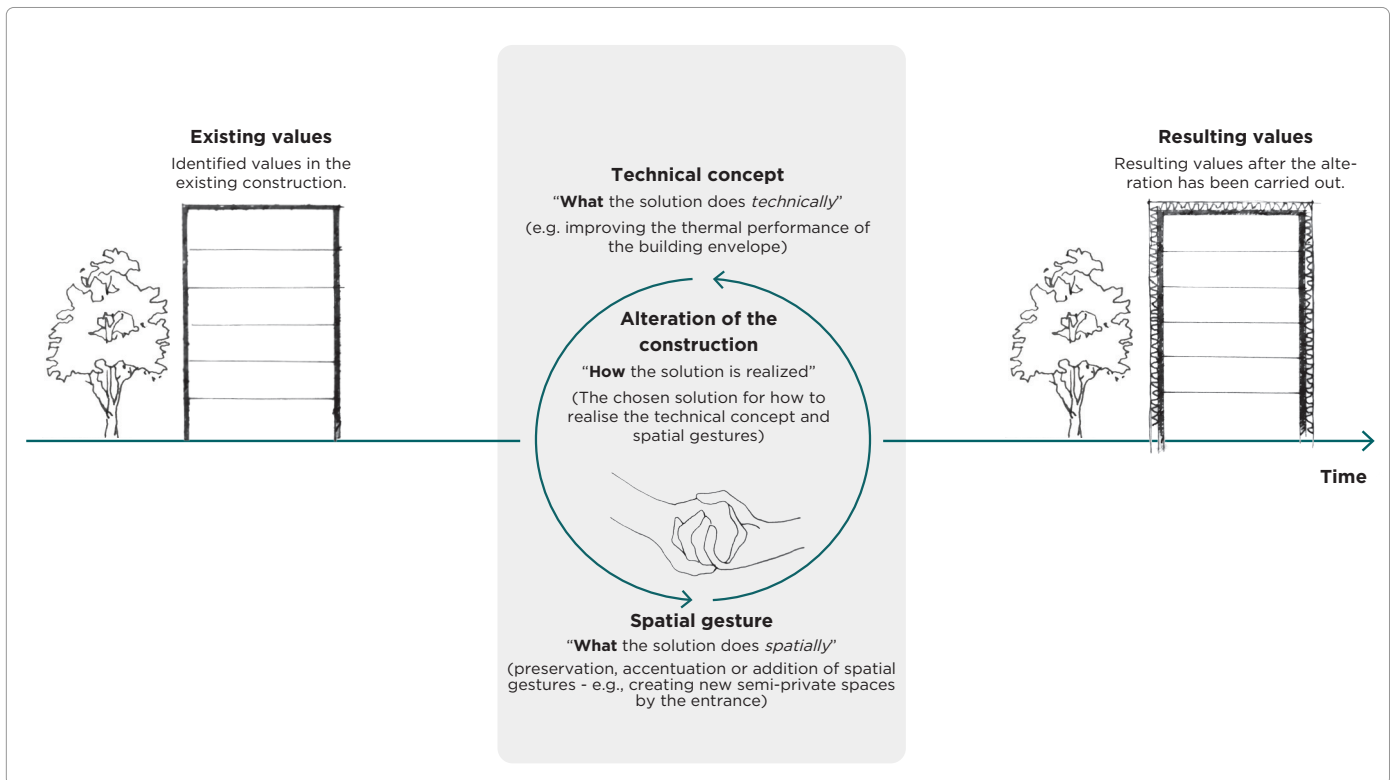 Existing values
Identified values in the
existing construction.
Technical concept
“What the solution does technically”
(e.g. improving the thermal performance of
the building envelope)
Alteration of the
construction
“How the solution is realized”
(The chosen solution for how to
realise the technical concept and
spatial gestures)
Spatial gesture
“What the solution does spatially”
(preservation, accentuation or addition of spatial
gestures - e.g., creating new semi-private spaces
by the entrance)
Resulting values
Resulting values after the alte-
ration has been carried out.
Time